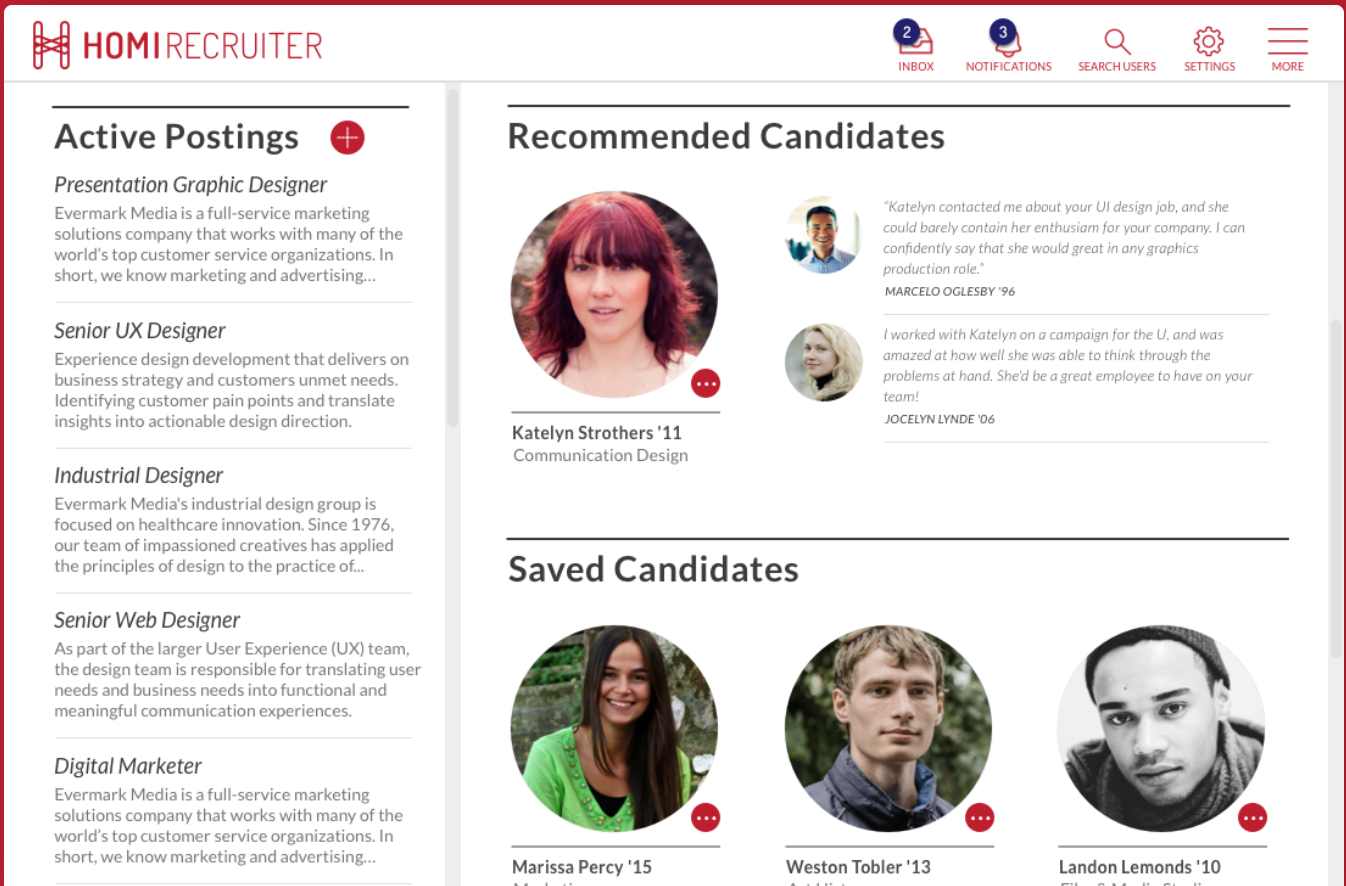 HOMIRECRUITER
2
3
INBOX
NOTIFICATIONS
SEARCH USERS
SETTINGS
MORE
Active Postings
Presentation Graphic Designer
Evermark Media is a full-service marketing
solutions company that works with many of the
world's top customer service organizations. In
short, we know marketing and advertising...
Senior UX Designer
Experience design development that delivers on
business strategy and customers unmet needs.
Identifying customer pain points and translate
insights into actionable design direction.
Industrial Designer
Evermark Media's industrial design group is
focused on healthcare innovation. Since 1976,
our team of impassioned creatives has applied
the principles of design to the practice of...
Senior Web Designer
As part of the larger User Experience (UX) team,
the design team is responsible for translating user
needs and business needs into functional and
meaningful communication experiences.
Digital Marketer
Evermark Media is a full-service marketing
solutions company that works with many of the
world's top customer service organizations. In
short, we know marketing and advertising...
Recommended Candidates
Katelyn Strothers '11
Communication Design
"Katelyn contacted me about your UI design job, and she
could barely contain her enthusiam for your company. I can
confidently say that she would great in any graphics
production role."
MARCELO OGLESBY '96
I worked with Katelyn on a campaign for the U, and was
amazed at how well she was able to think through the
problems at hand. She'd be a great employee to have on your
team!
JOCELYN LYNDE '06
Saved Candidates
Marissa Percy '15
Weston Tobler '13
Landon Lemonds '10